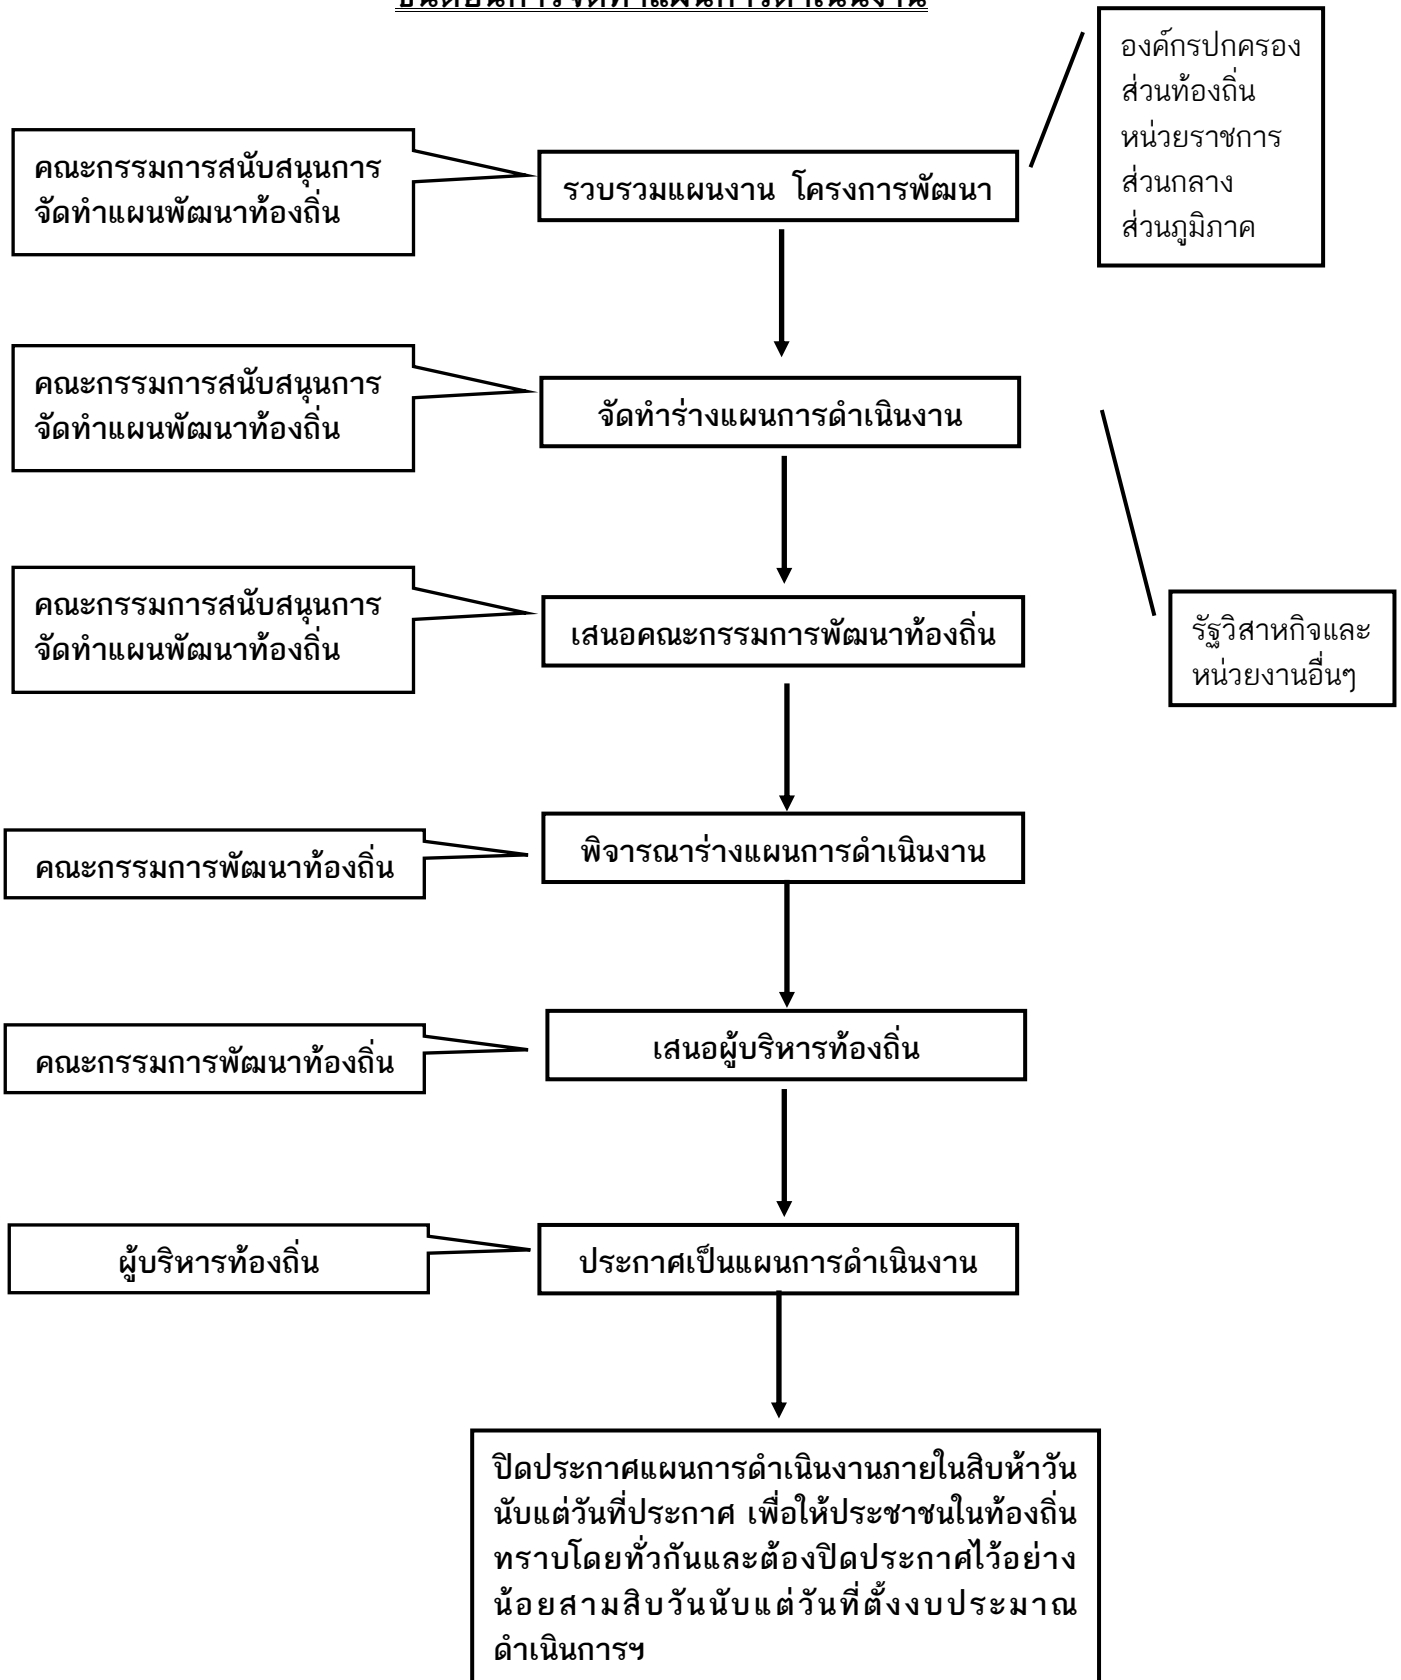 องค์กรปกครอง
ส่วนท้องถิ่น
หน่วยราชการ
ส่วนกลาง
ส่วนภูมิภาค
คณะกรรมการสนับสนุนการ
จัดทำแผนพัฒนาท้องถิ่น
รวบรวมแผนงาน โครงการพัฒนา
คณะกรรมการสนับสนุนการ
จัดทำแผนพัฒนาท้องถิ่น
จัดทำร่างแผนการดำเนินงาน
คณะกรรมการสนับสนุนการ
จัดทำแผนพัฒนาท้องถิ่น
เสนอคณะกรรมการพัฒนาท้องถิ่น
รัฐวิสาหกิจและ
หน่วยงานอื่นๆ
คณะกรรมการพัฒนาท้องถิ่น
พิจารณาร่างแผนการดำเนินงาน
คณะกรรมการพัฒนาท้องถิ่น
เสนอผู้บริหารท้องถิ่น
ผู้บริหารท้องถิ่น
ประกาศเป็นแผนการดำเนินงาน
ปิดประกาศแผนการดำเนินงานภายในสิบห้าวัน
นับแต่วันที่ประกาศ เพื่อให้ประชาชนในท้องถิ่น
ทราบโดยทั่วกันและต้องปิดประกาศไว้อย่าง
น้อยสามสิบวันนับแต่วันที่ตั้งงบประมาณ
ดำเนินการฯ